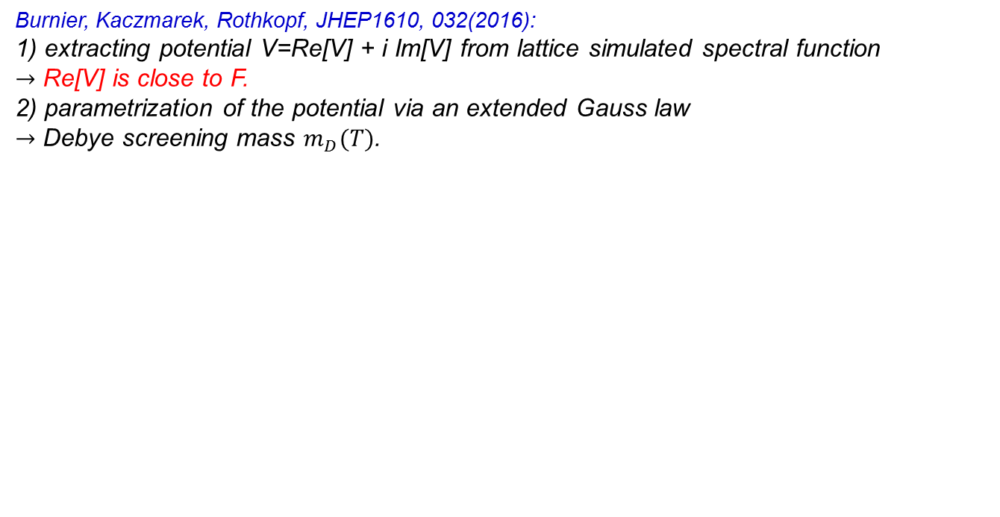 Burnier, Kaczmarek, Rothkopf, JHEP1610, 032(2016):
1) extracting potential V=Re[V] + i Im[V] from lattice simulated spectral function
→ Re[V] is close to F.
2) parametrization of the potential via an extended Gauss law
→ Debye screening mass m_D(T).